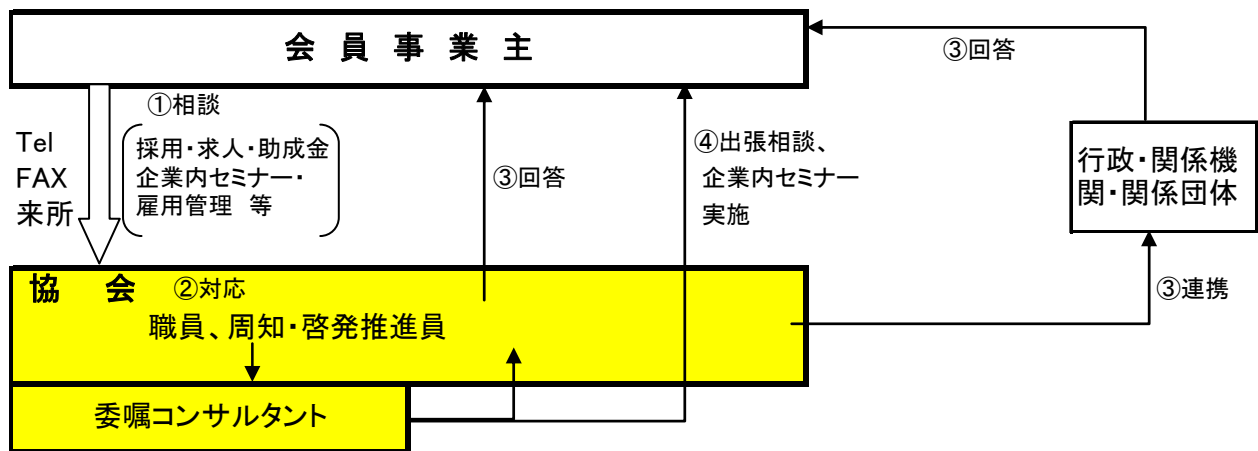 会員事業主
③回答
①相談
Tel
FAX
来所
採用・求人・助成金
企業内セミナー・
雇用管理 等
③回答
④出張相談、
企業内セミナー
実施
行政・関係機
関・関係団体
③連携
協会 ②対応
職員、周知・啓発推進員
委嘱コンサルタント